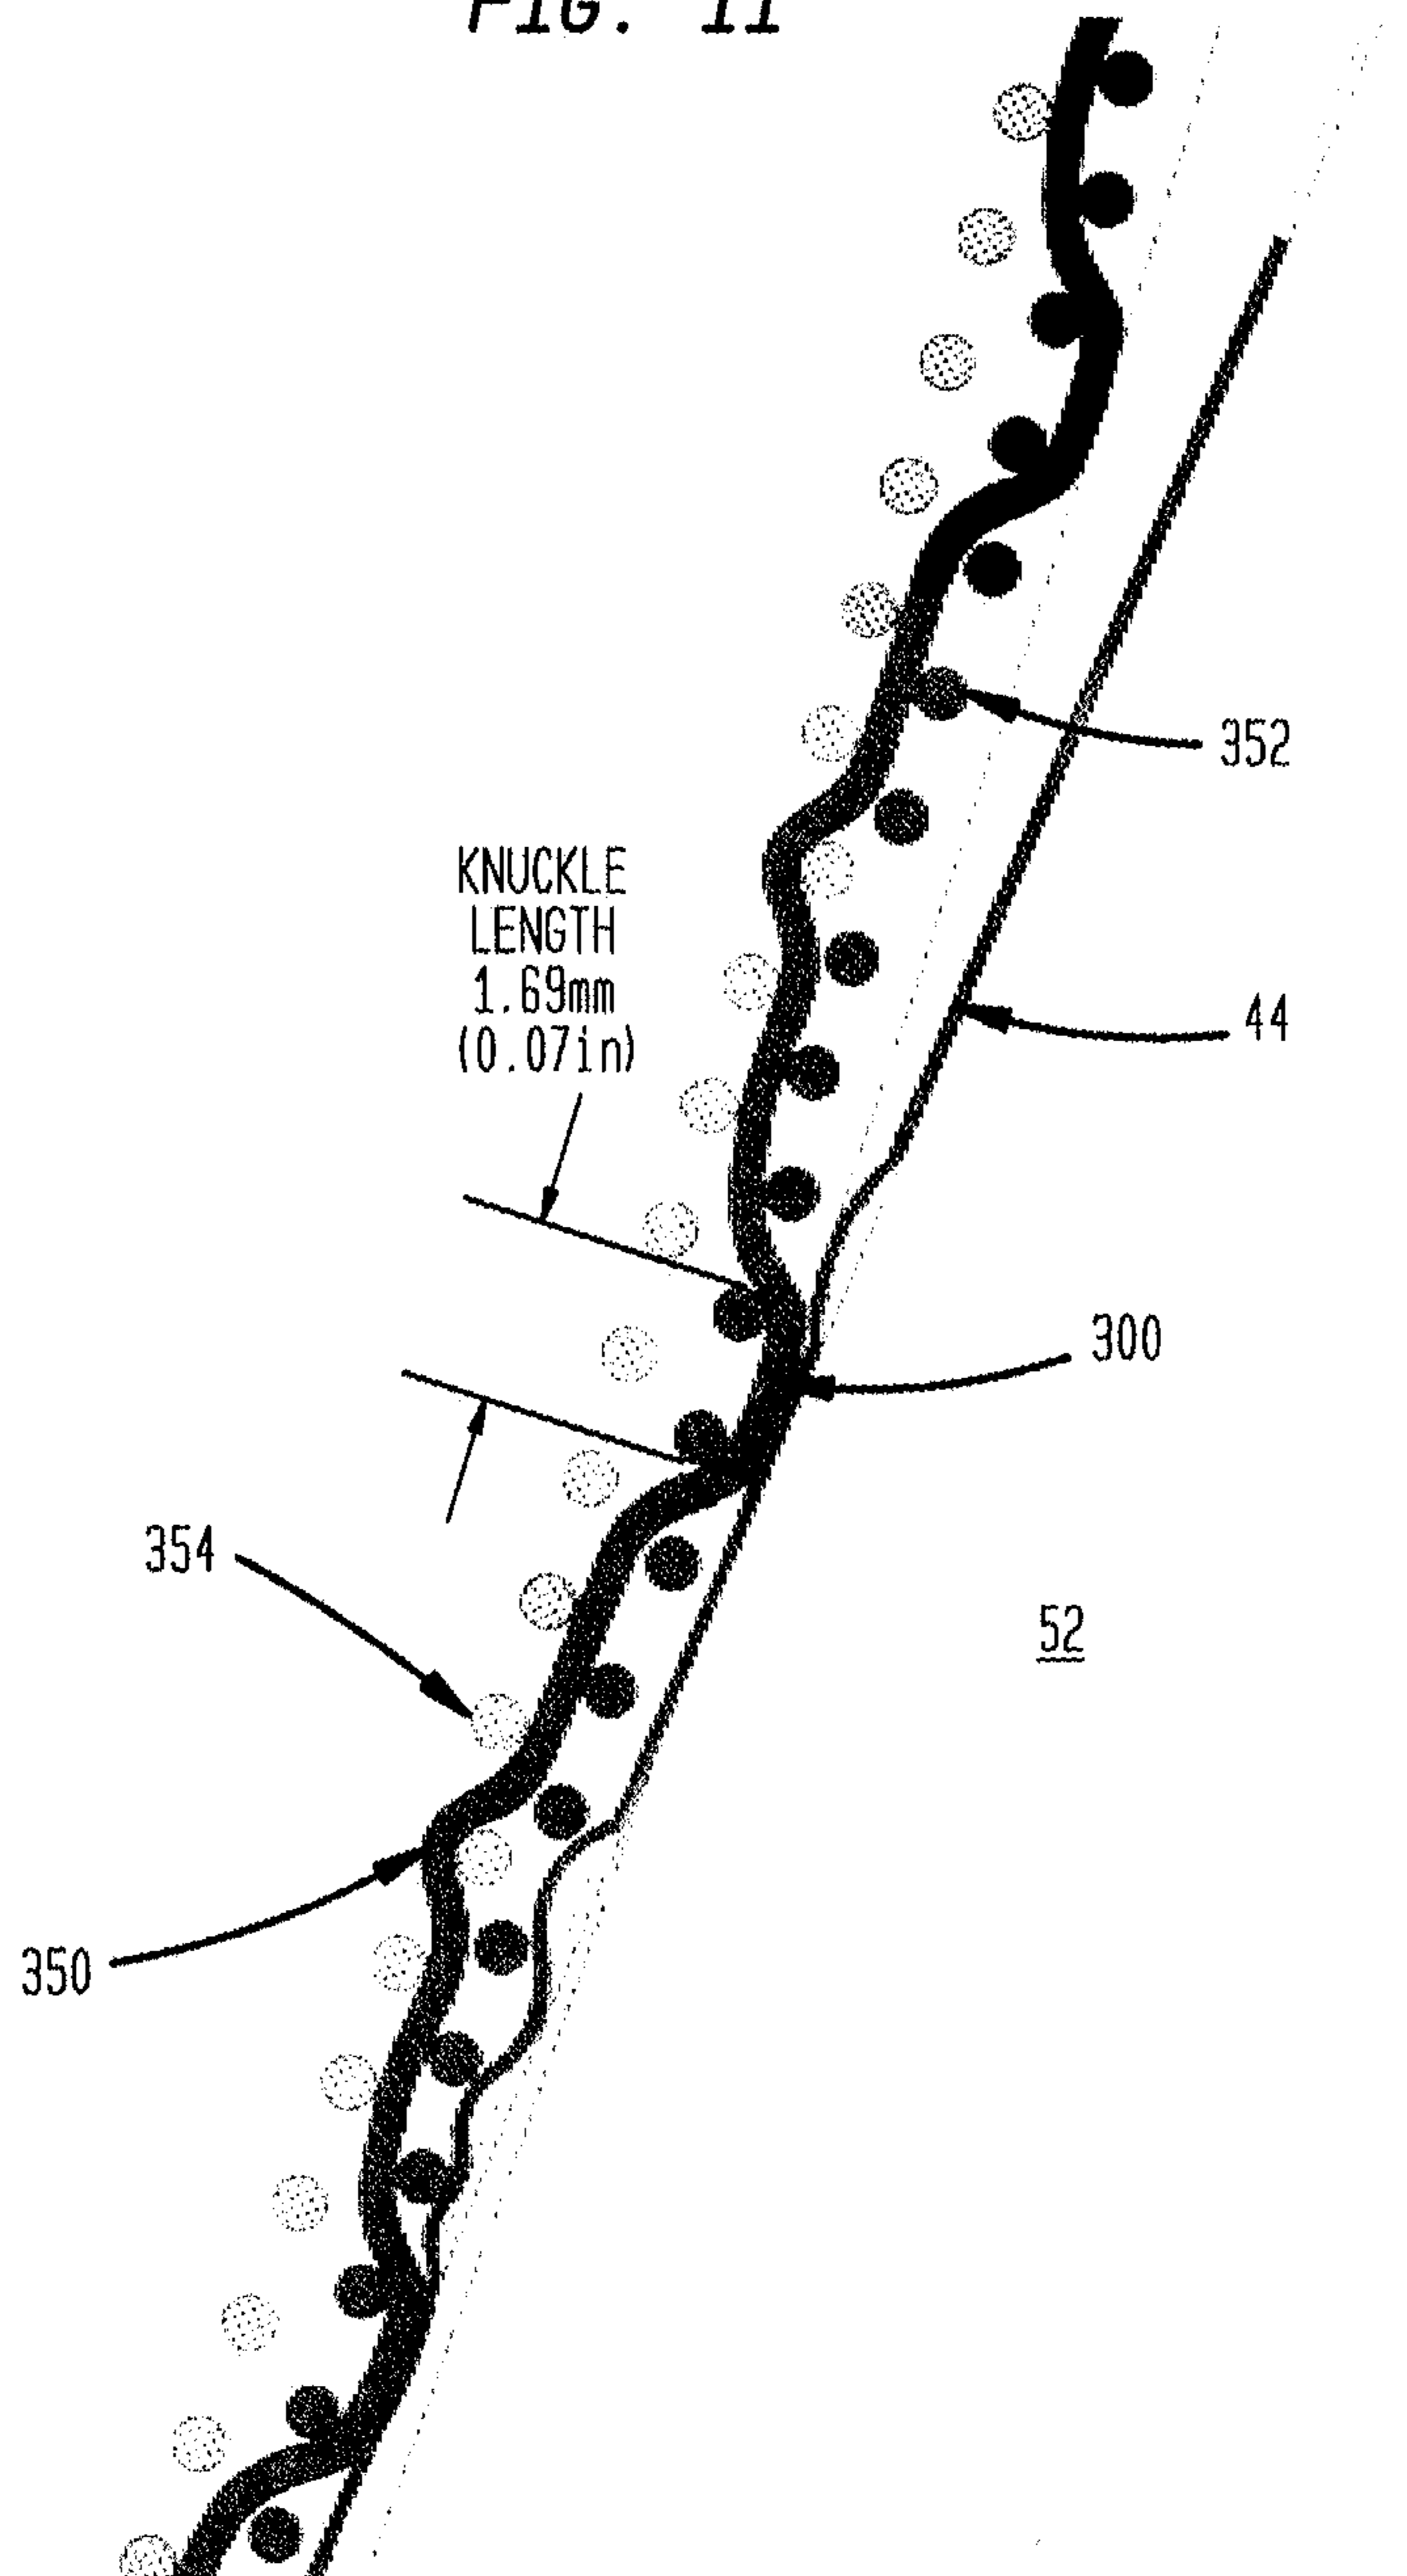 FIG. 11
352
KNUCKLE
LENGTH
1.69mm
(0.07in)
44
300
354
52
350